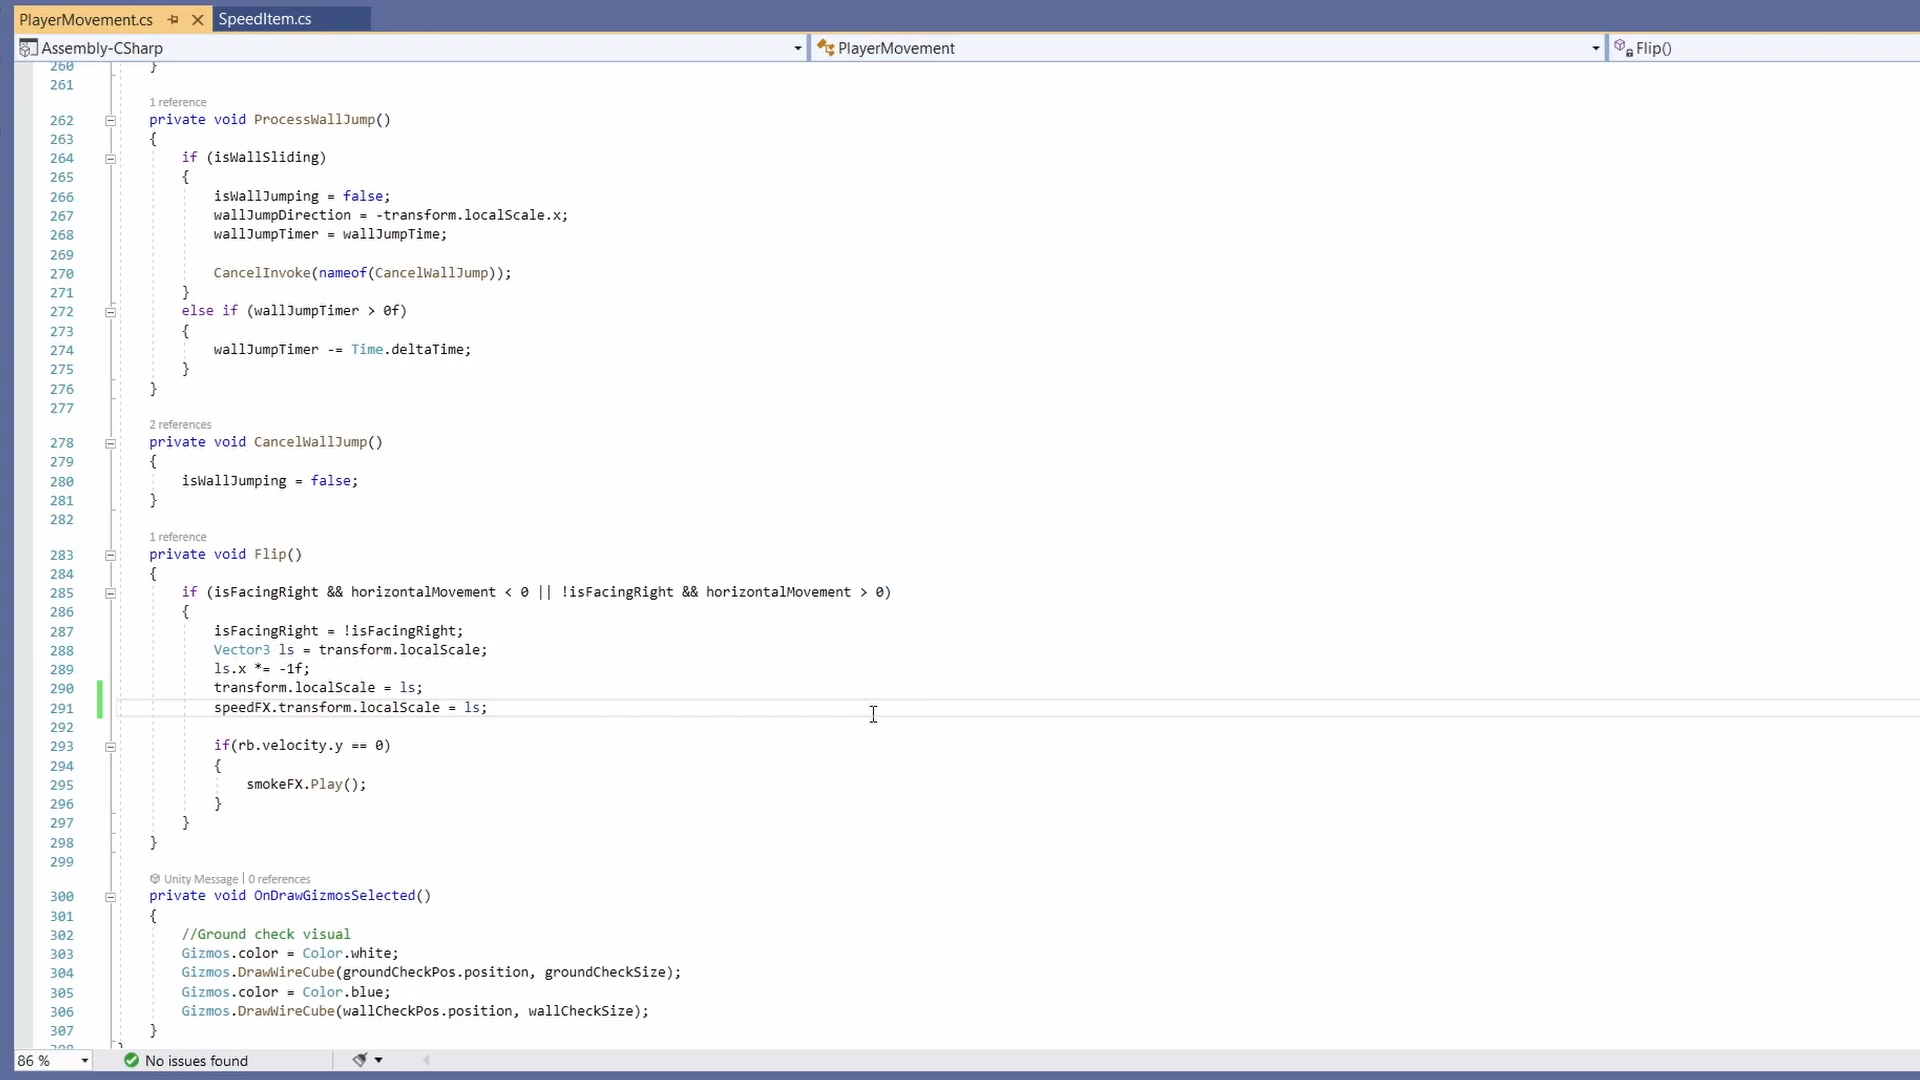 PlayerMovement.cs
SpeedItem.cs
Assembly-CSharp
PlayerMovement
Flip()
260 }
261
1 reference
262 private void ProcessWallJump()
263 {
264 if (isWallSliding)
265 {
266 isWallJumping = false;
267 wallJumpDirection = -transform.localScale.x;
268 wallJumpTimer = wallJumpTime;
269
270 CancelInvoke(nameof(CancelWallJump));
271 }
272 else if (wallJumpTimer > 0f)
273 {
274 wallJumpTimer -= Time.deltaTime;
275 }
276 }
277
2 references
278 private void CancelWallJump()
279 {
280 isWallJumping = false;
281 }
282
1 reference
283 private void Flip()
284 {
285 if (isFacingRight && horizontalMovement < 0 || !isFacingRight && horizontalMovement > 0)
286 {
287 isFacingRight = !isFacingRight;
288 Vector3 ls = transform.localScale;
289 ls.x *= -1f;
290 transform.localScale = ls;
291 speedFX.transform.localScale = ls;
292
293 if(rb.velocity.y == 0)
294 {
295 smokeFX.Play();
296 }
297 }
298 }
299
Unity Message | 0 references
300 private void OnDrawGizmosSelected()
301 {
302 //Ground check visual
303 Gizmos.color = Color.white;
304 Gizmos.DrawWireCube(groundCheckPos.position, groundCheckSize);
305 Gizmos.color = Color.blue;
306 Gizmos.DrawWireCube(wallCheckPos.position, wallCheckSize);
307 }
86 %
No issues found